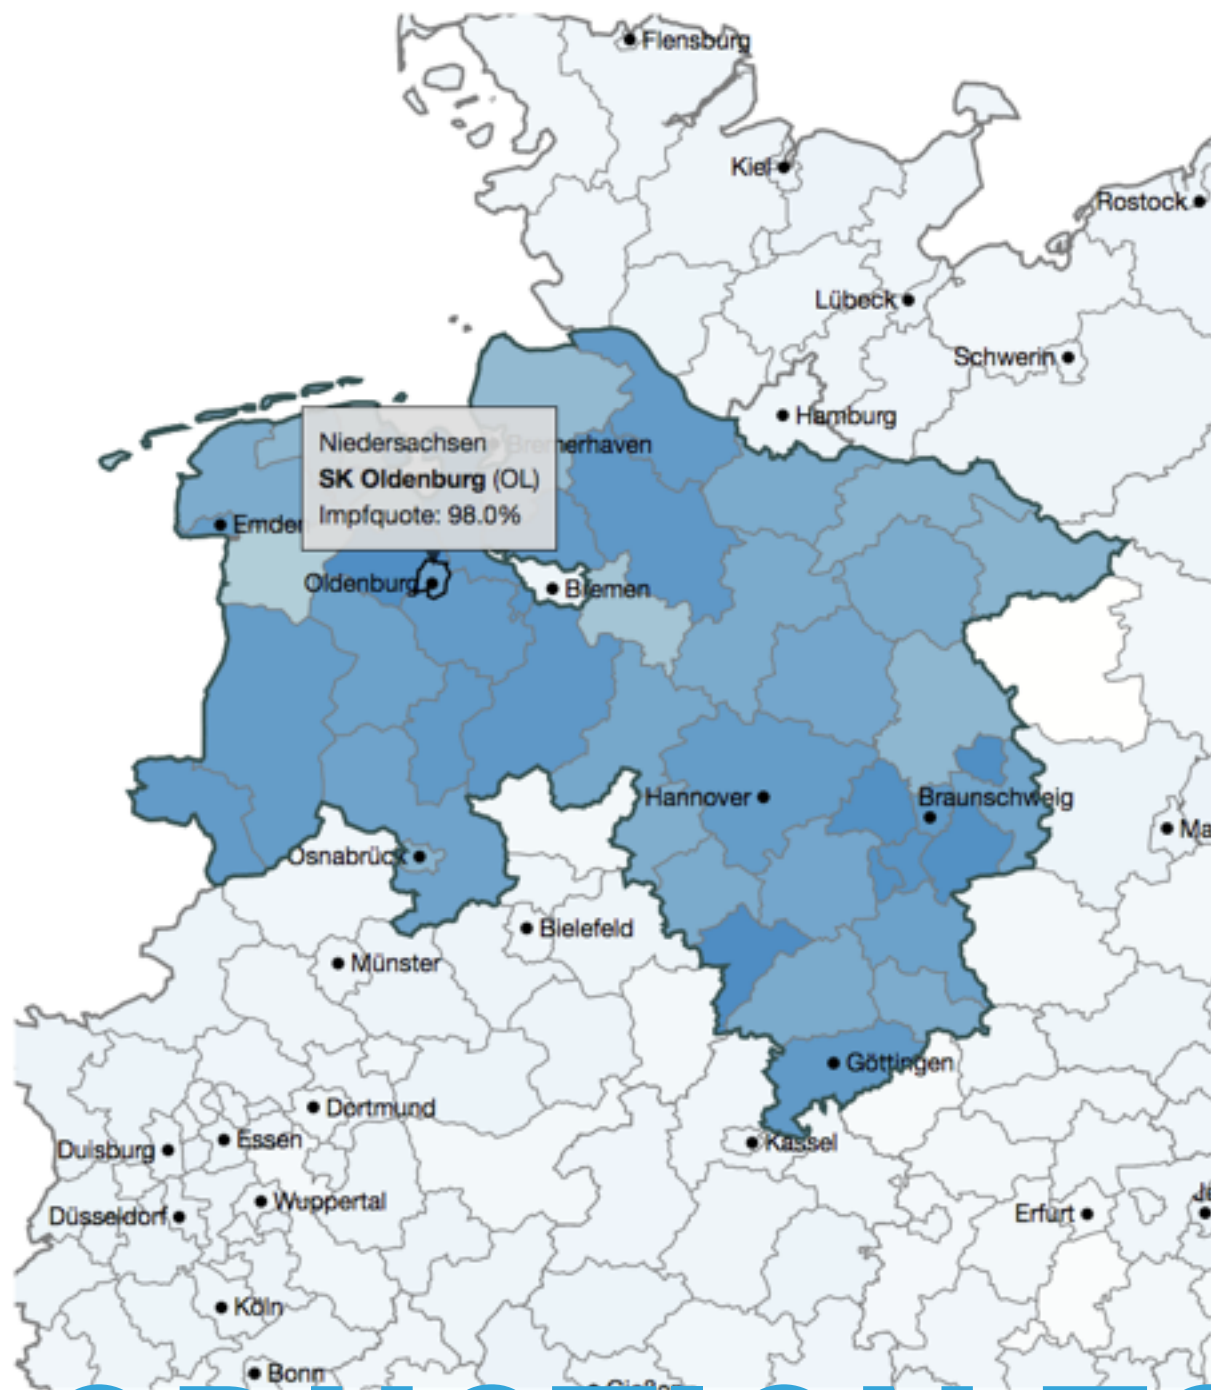 Flensburg
Kiel
Rostock
Lübeck
Schwerin
Hamburg
Niedersachsen
Bremerhaven
SK Oldenburg (OL)
Impfquote: 98.0%
Emden
Oldenburg
Bremen
Hannover
Braunschweig
Ma
Osnabrück
Bielefeld
Münster
Göttingen
Dortmund
Essen
Kassel
Duisburg
Wuppertal
Düsseldorf
Erfurt
Köln
Bonn